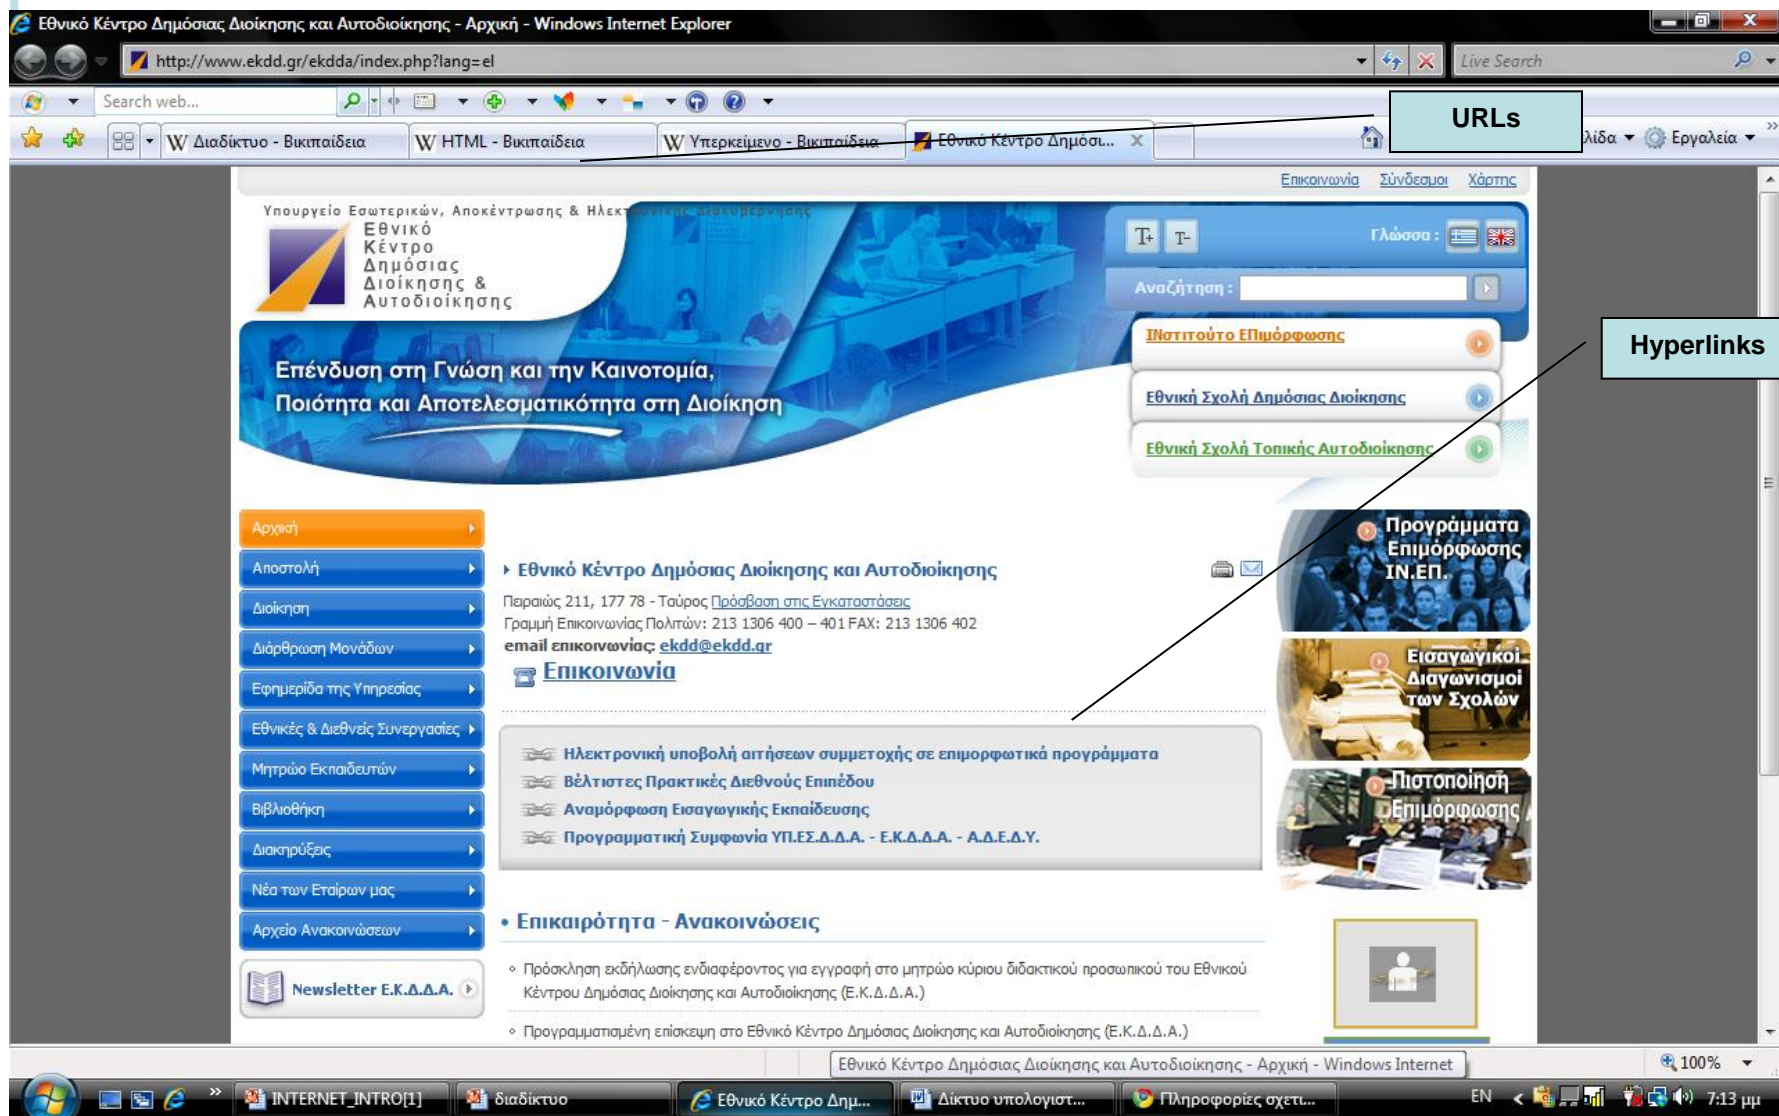 Εθνικό Κέντρο Δημόσιας Διοίκησης και Αυτοδιοίκησης - Αρχική - Windows Internet Explorer
http://www.ekdd.gr/ekdda/index.php?lang=el
Live Search
Search web...
URLs
Διαδίκτυο - Βικιπαίδεια
HTML - Βικιπαίδεια
Υπερκείμενο - Βικιπαίδεια
Εθνικό Κέντρο Δημόσι...
λίδα
Εργαλεία
Επικοινωνία Σύνδεσμοι Χάρτης
Υπουργείο Εσωτερικών, Αποκέντρωσης & Ηλεκτρονικής Διακυβέρνησης
Εθνικό
Κέντρο
Δημόσιας
Διοίκησης &
Αυτοδιοίκησης
T+ T-
Γλώσσα :
Αναζήτηση :
Επένδυση στη Γνώση και την Καινοτομία,
Ποιότητα και Αποτελεσματικότητα στη Διοίκηση
ΙΝστιτούτο ΕΠιμόρφωσης
Εθνική Σχολή Δημόσιας Διοίκησης
Εθνική Σχολή Τοπικής Αυτοδιοίκησης
Hyperlinks
Αρχική
Αποστολή
Διοίκηση
Διάρθρωση Μονάδων
Εφημερίδα της Υπηρεσίας
Εθνικές & Διεθνείς Συνεργασίες
Μητρώο Εκπαιδευτών
Βιβλιοθήκη
Διακηρύξεις
Νέα των Εταίρων μας
Αρχείο Ανακοινώσεων
Newsletter Ε.Κ.Δ.Δ.Α.
Εθνικό Κέντρο Δημόσιας Διοίκησης και Αυτοδιοίκησης
Πειραιώς 211, 177 78 - Ταύρος Πρόσβαση στις Εγκαταστάσεις
Γραμμή Επικοινωνίας Πολιτών: 213 1306 400 – 401 FAX: 213 1306 402
email επικοινωνίας: ekdd@ekdd.gr
Επικοινωνία
Ηλεκτρονική υποβολή αιτήσεων συμμετοχής σε επιμορφωτικά προγράμματα
Βέλτιστες Πρακτικές Διεθνούς Επιπέδου
Αναμόρφωση Εισαγωγικής Εκπαίδευσης
Προγραμματική Συμφωνία ΥΠ.ΕΣ.Δ.Δ.Α. - Ε.Κ.Δ.Δ.Α. - Α.Δ.Ε.Δ.Υ.
• Επικαιρότητα - Ανακοινώσεις
Πρόσκληση εκδήλωσης ενδιαφέροντος για εγγραφή στο μητρώο κύριου διδακτικού προσωπικού του Εθνικού
Κέντρου Δημόσιας Διοίκησης και Αυτοδιοίκησης (Ε.Κ.Δ.Δ.Α.)
Προγραμματισμένη επίσκεψη στο Εθνικό Κέντρο Δημόσιας Διοίκησης και Αυτοδιοίκησης (Ε.Κ.Δ.Δ.Α.)
Προγράμματα
Επιμόρφωσης
ΙΝ.ΕΠ.
Εισαγωγικοί
Διαγωνισμοί
των Σχολών
Πιστοποίηση
Επιμόρφωσης
Εθνικό Κέντρο Δημόσιας Διοίκησης και Αυτοδιοίκησης - Αρχική - Windows Internet
100%
INTERNET_INTRO[1]
διαδίκτυο
Εθνικό Κέντρο Δημ...
Δίκτυο υπολογιστ...
Πληροφορίες σχετι...
EN
7:13 μμ